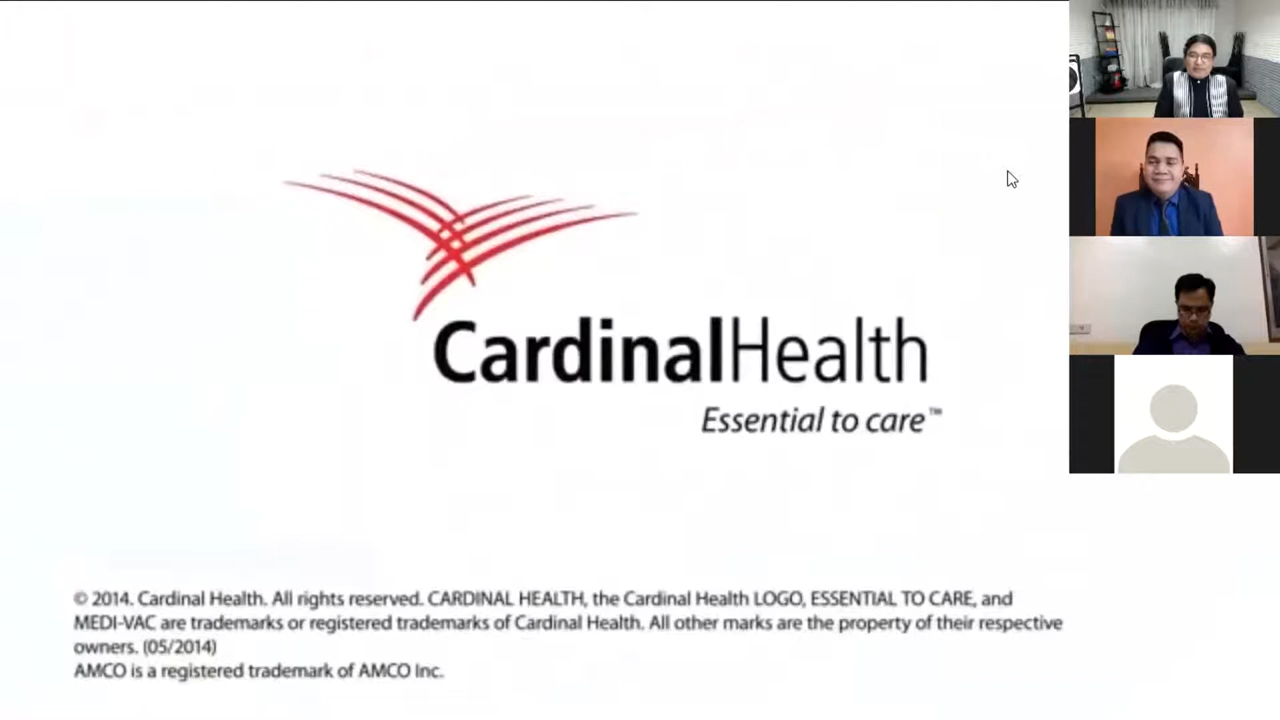 CardinalHealth
Essential to care™
© 2014. Cardinal Health. All rights reserved. CARDINAL HEALTH, the Cardinal Health LOGO, ESSENTIAL TO CARE, and
MEDI-VAC are trademarks or registered trademarks of Cardinal Health. All other marks are the property of their respective
owners. (05/2014)
AMCO is a registered trademark of AMCO Inc.